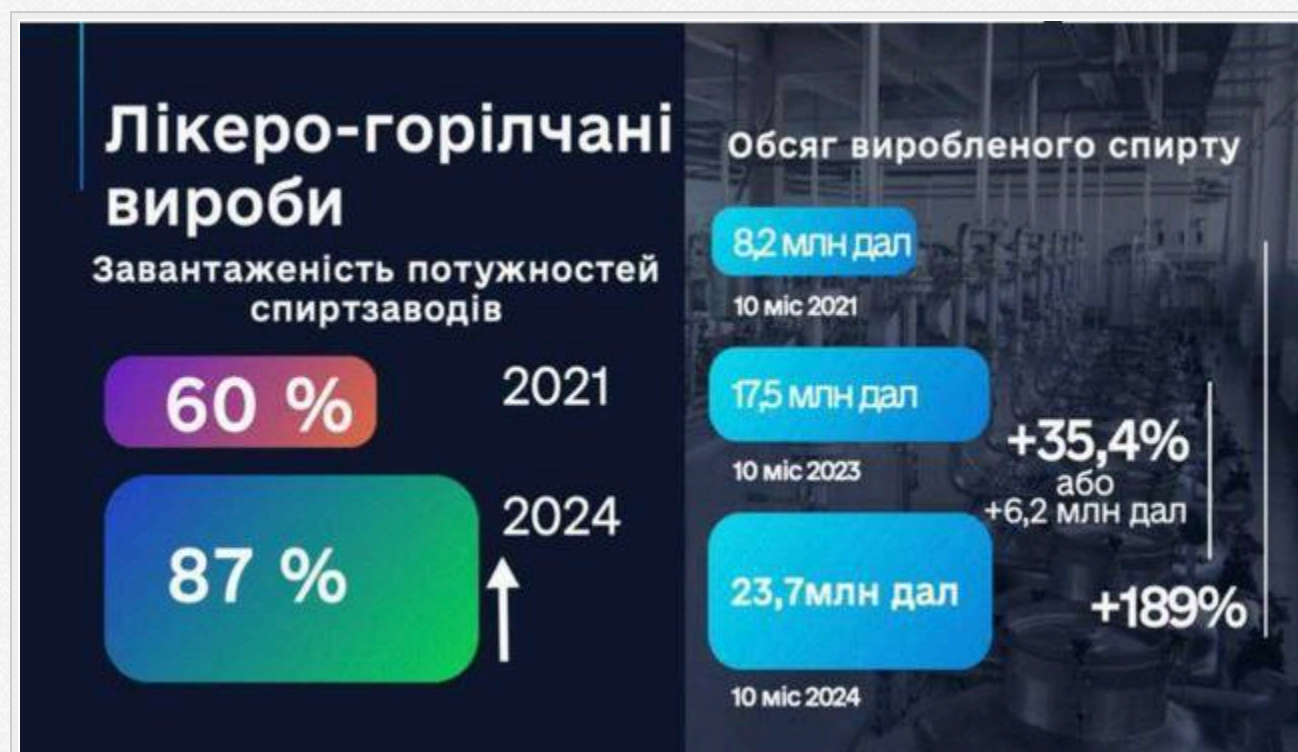 Лікеро-горілчані
вироби
Завантаженість потужностей
спиртзаводів
60 %
2021
87 %
2024
Обсяг виробленого спирту
8,2 млн дал
10 міс 2021
17,5 млн дал
10 міс 2023
+35,4%
або
+6,2 млн дал
23,7млн дал
+189%
10 міс 2024